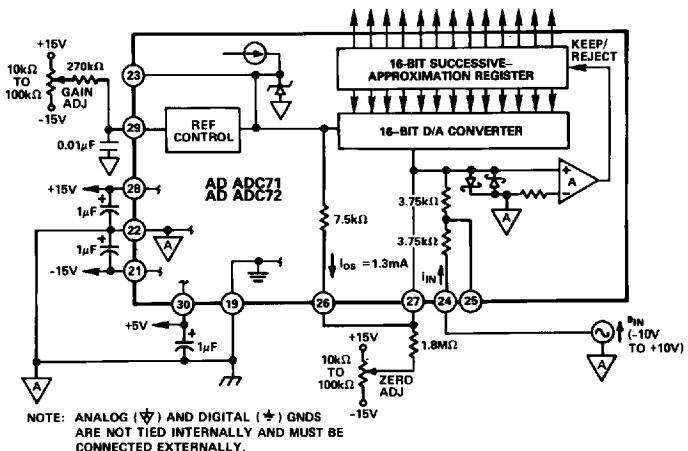 +15V
10kΩ
TO
100kΩ
-15V
270kΩ
GAIN
ADJ
23
29
REF
CONTROL
0.01μF
16-BIT SUCCESSIVE-
APPROXIMATION REGISTER
KEEP/
REJECT
16-BIT D/A CONVERTER
AD ADC71
AD ADC72
+15V
28
1μF
22
A
1μF
-15V
21
7.5kΩ
3.75kΩ
3.75kΩ
+
A
-
A
iOS = 1.3mA
iIN
30
19
26
27
24
25
+5V
1μF
A
+15V
10kΩ
TO
100kΩ
-15V
ZERO
ADJ
1.8MΩ
eIN
(-10V
TO +10V)
A
NOTE: ANALOG (A) AND DIGITAL (⏚) GNDS
ARE NOT TIED INTERNALLY AND MUST BE
CONNECTED EXTERNALLY.